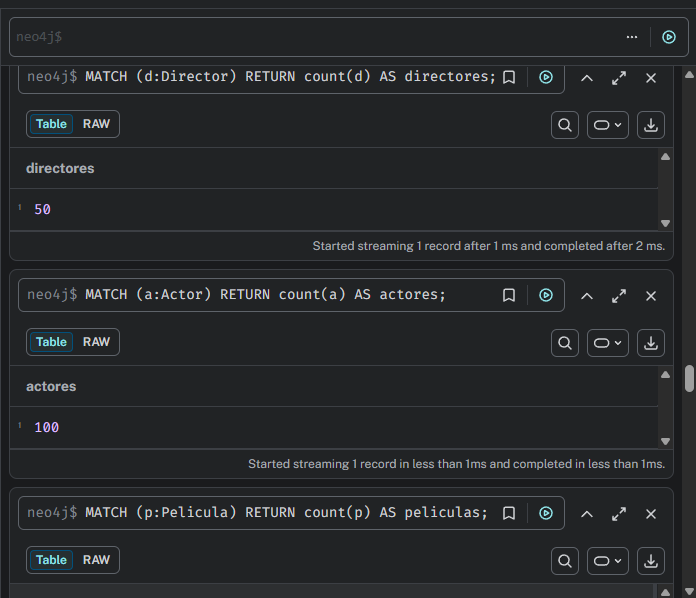 neo4j$
neo4j$ MATCH (d:Director) RETURN count(d) AS directores;
Table RAW
directores
1 50
Started streaming 1 record after 1 ms and completed after 2 ms.
neo4j$ MATCH (a:Actor) RETURN count(a) AS actores;
Table RAW
actores
1 100
Started streaming 1 record in less than 1ms and completed in less than 1ms.
neo4j$ MATCH (p:Pelicula) RETURN count(p) AS peliculas;
Table RAW